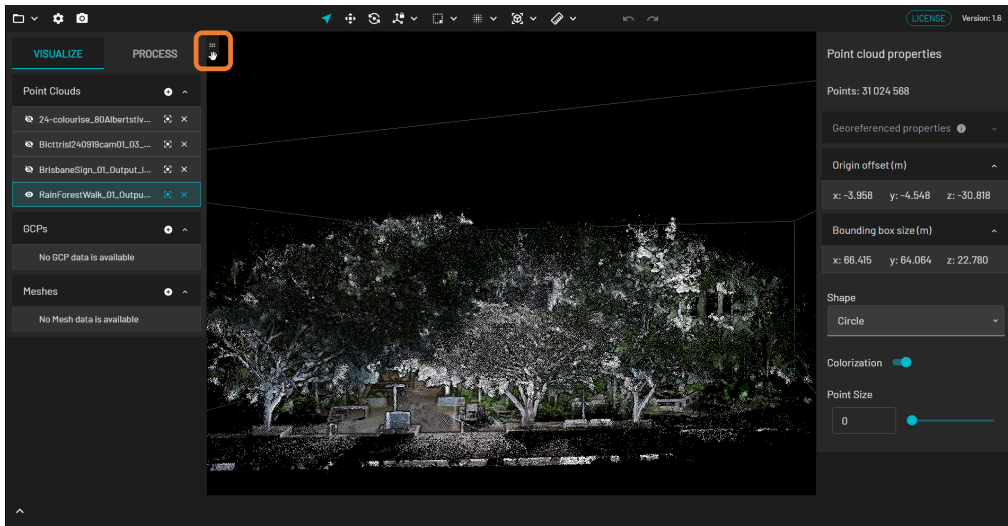 LICENSE Version: 1.6
VISUALIZE PROCESS
Point Clouds
24-colourise_80Albertstlv...
Bicttrisl240919cam01_03_...
BrisbaneSign_01_Output_l...
RainForestWalk_01_Outpu...
GCPs
No GCP data is available
Meshes
No Mesh data is available
Point cloud properties
Points: 31 024 568
Georeferenced properties
Origin offset (m)
x: -3.958 y: -4.548 z: -30.818
Bounding box size (m)
x: 66.415 y: 64.064 z: 22.780
Shape
Circle
Colorization
Point Size
0